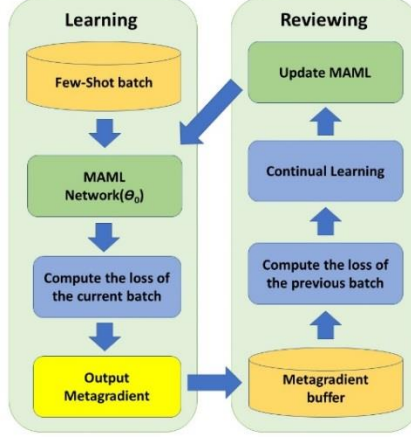 Learning
Few-Shot batch
MAML
Network(Θ₀)
Compute the loss of
the current batch
Output
Metagradient
Reviewing
Update MAML
Continual Learning
Compute the loss of
the previous batch
Metagradient
buffer